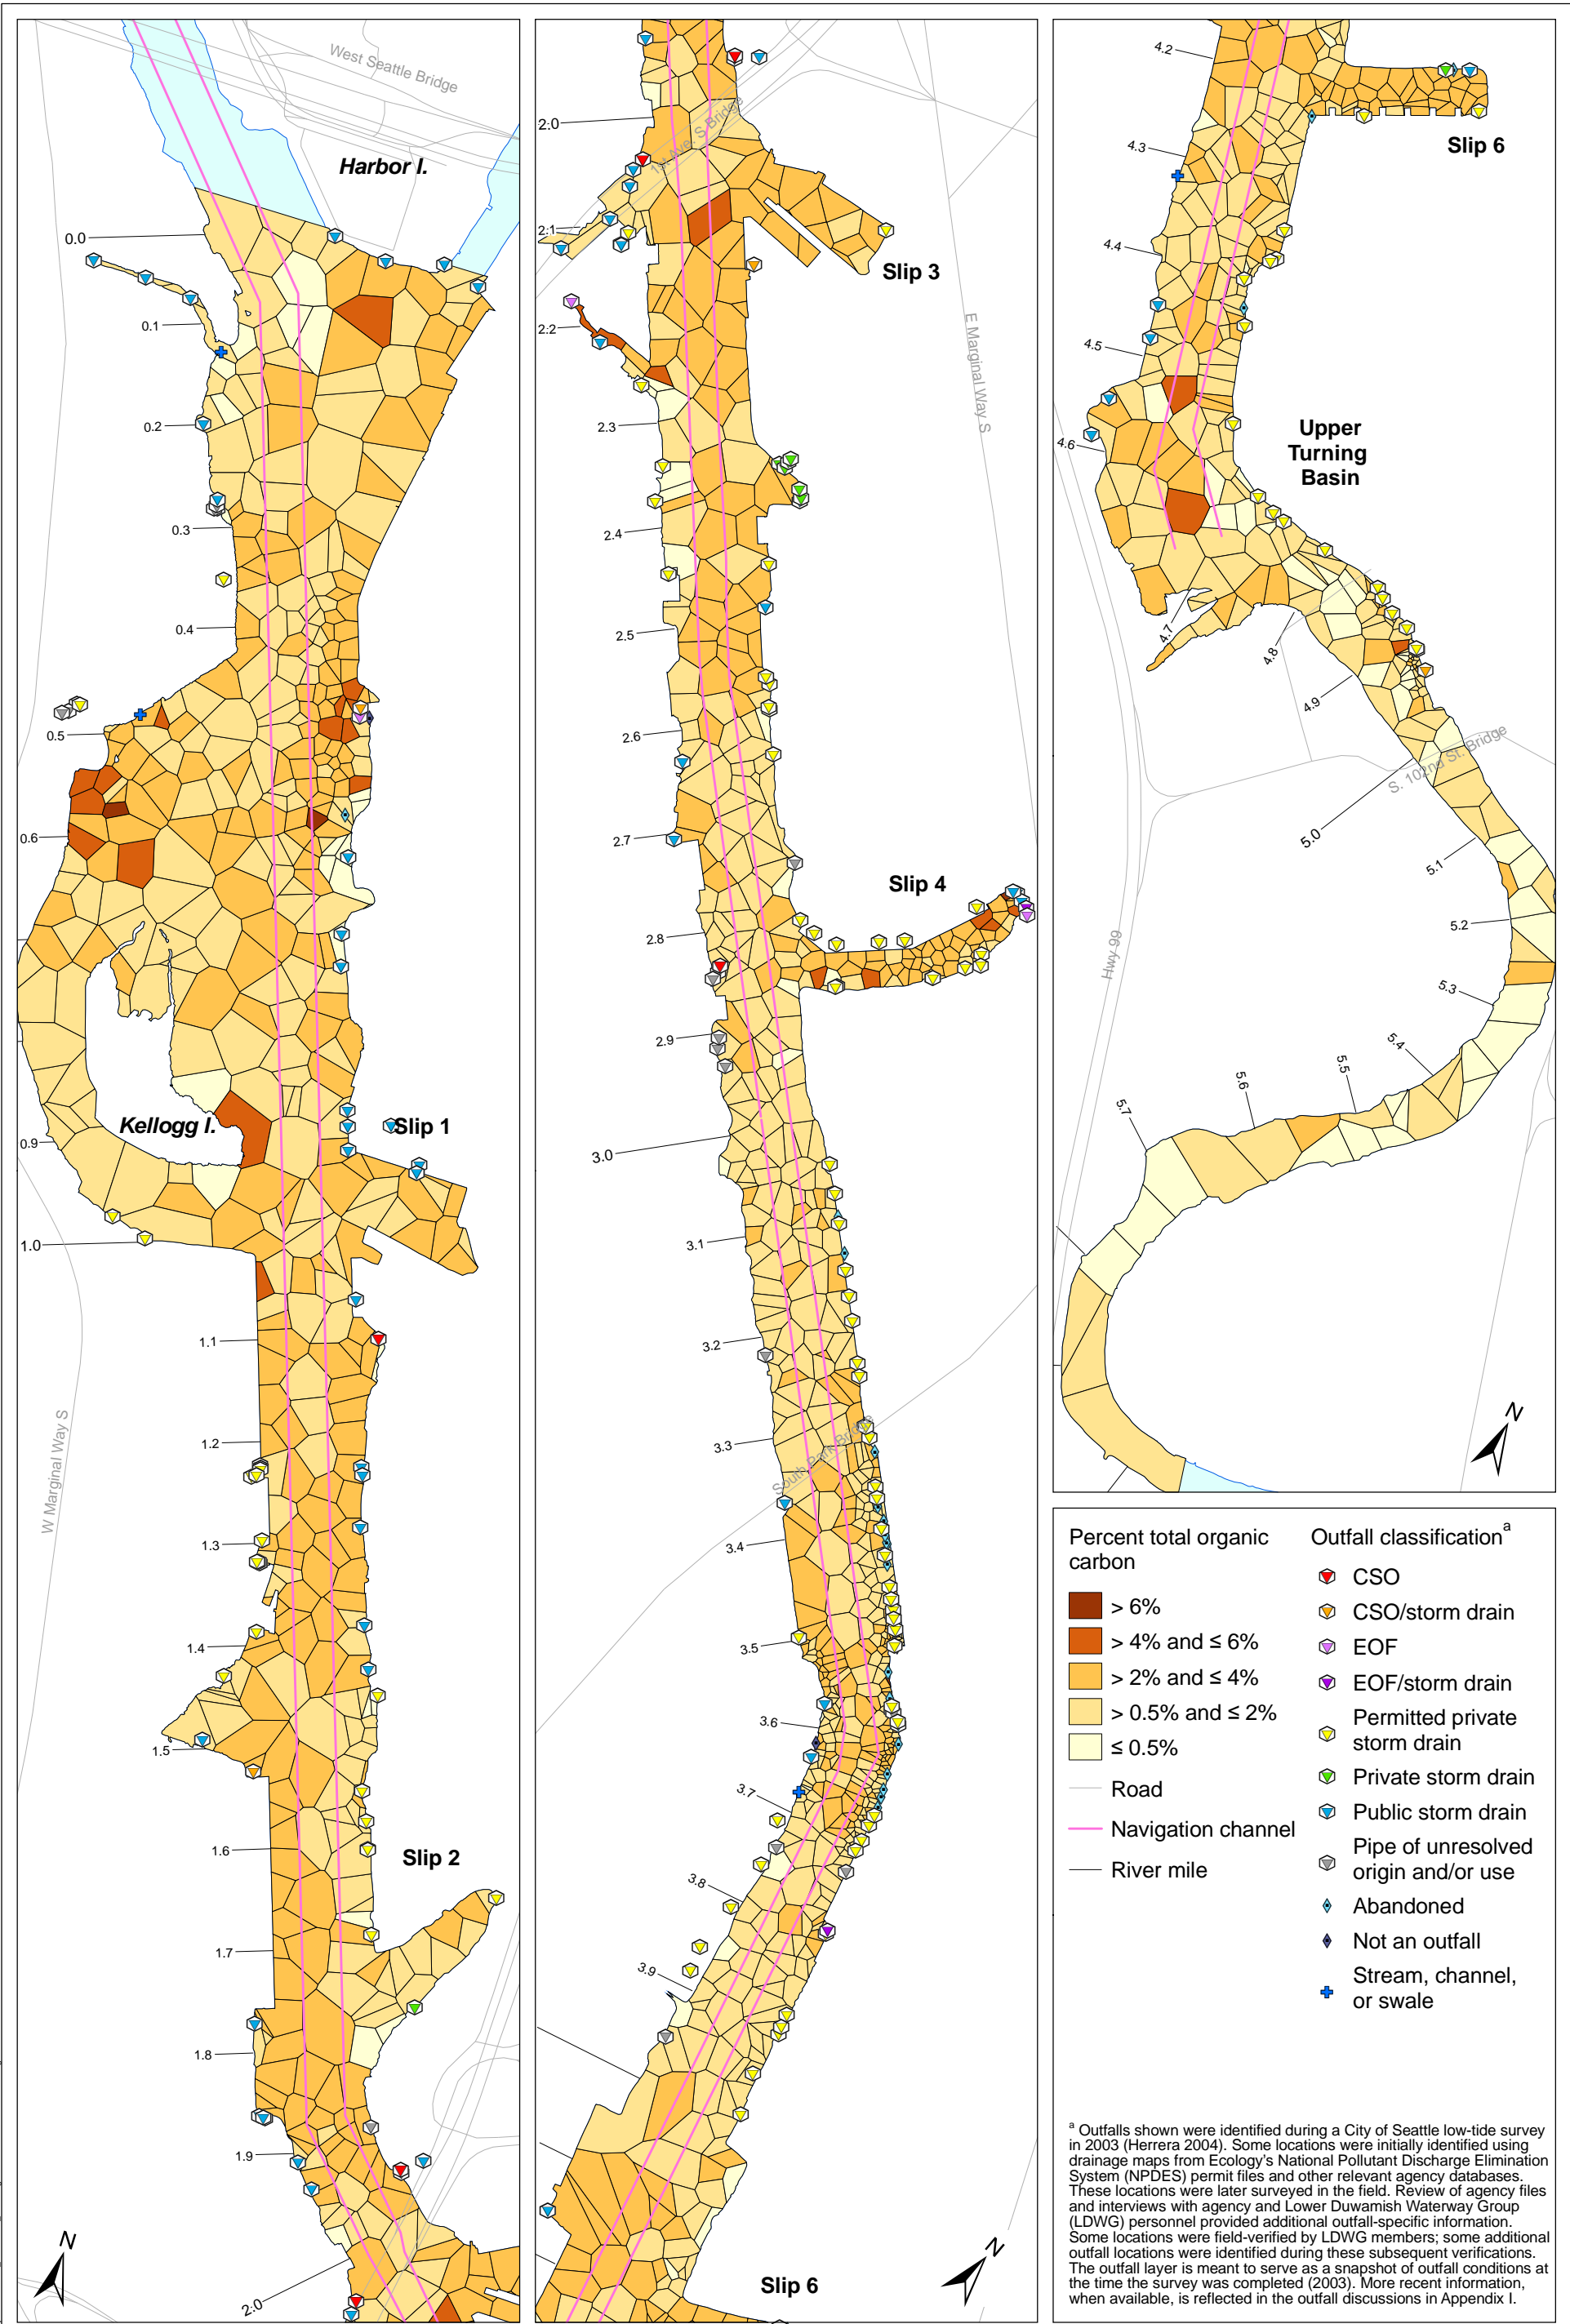 West Seattle Bridge
Harbor I.
0.0
0.1
0.2
0.3
0.4
0.5
0.6
Kellogg I.
Slip 1
0.9
1.0
1.1
1.2
W Marginal Way S
1.3
1.4
1.5
1.6
Slip 2
1.7
1.8
1.9
N
2.0
2.0
1st Ave. S Bridge
2.1
Slip 3
2.2
E Marginal Way S
2.3
2.4
2.5
2.6
2.7
Slip 4
2.8
2.9
3.0
3.1
3.2
3.3
South Park Bridge
3.4
3.5
3.6
3.7
3.8
3.9
N
Slip 6
4.2
Slip 6
4.3
4.4
4.5
Upper
Turning
Basin
4.6
4.7
4.8
4.9
S. 102nd St. Bridge
5.0
5.1
5.2
Hwy 99
5.3
5.4
5.5
5.6
5.7
N
Percent total organic
carbon
> 6%
> 4% and ≤ 6%
> 2% and ≤ 4%
> 0.5% and ≤ 2%
≤ 0.5%
Road
Navigation channel
River mile
Outfall classification a
CSO
CSO/storm drain
EOF
EOF/storm drain
Permitted private
storm drain
Private storm drain
Public storm drain
Pipe of unresolved
origin and/or use
Abandoned
Not an outfall
Stream, channel,
or swale
a Outfalls shown were identified during a City of Seattle low-tide survey
in 2003 (Herrera 2004). Some locations were initially identified using
drainage maps from Ecology's National Pollutant Discharge Elimination
System (NPDES) permit files and other relevant agency databases.
These locations were later surveyed in the field. Review of agency files
and interviews with agency and Lower Duwamish Waterway Group
(LDWG) personnel provided additional outfall-specific information.
Some locations were field-verified by LDWG members; some additional
outfall locations were identified during these subsequent verifications.
The outfall layer is meant to serve as a snapshot of outfall conditions at
the time the survey was completed (2003). More recent information,
when available, is reflected in the outfall discussions in Appendix I.